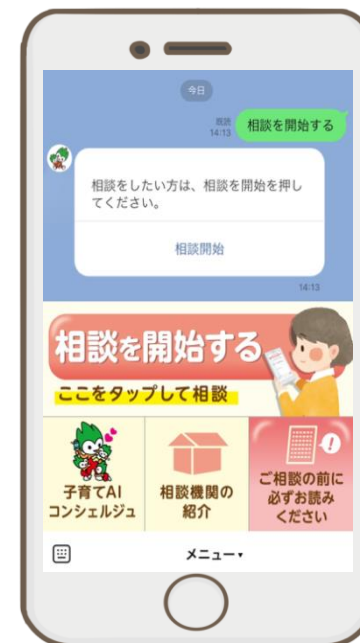 今日
既読
14:13
相談を開始する
相談をしたい方は、相談を開始を押し
てください。
相談開始
14:13
相談を開始する
ここをタップして相談
子育てAI
コンシェルジュ
相談機関の
紹介
ご相談の前に
必ずお読み
ください
メニュー▾